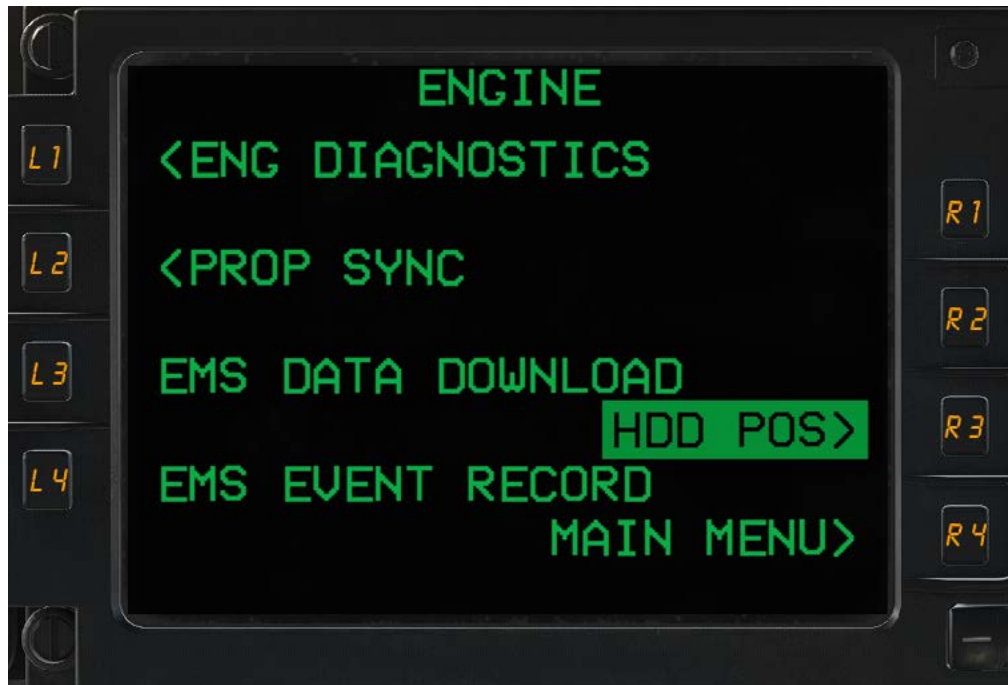 ENGINE
L1
<ENG DIAGNOSTICS
R1
L2
<PROP SYNC
R2
L3
EMS DATA DOWNLOAD
HDD POS>
R3
L4
EMS EVENT RECORD
MAIN MENU>
R4